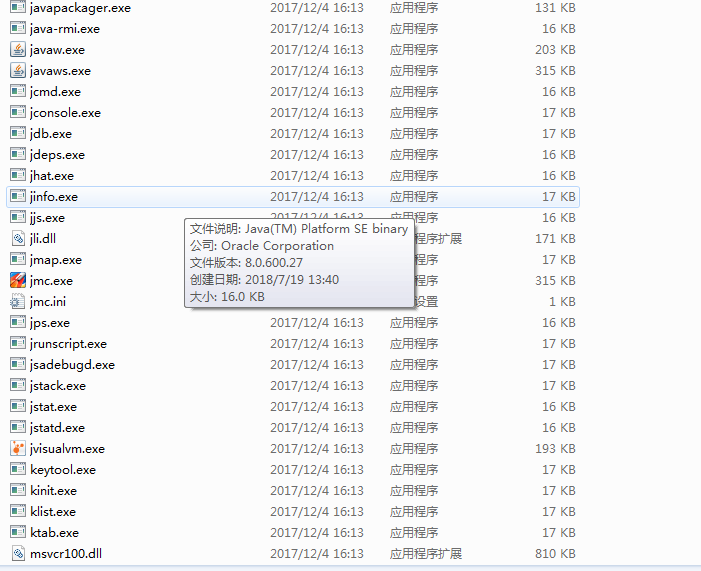 javapackager.exe 2017/12/4 16:13 应用程序 131 KB
java-rmi.exe 2017/12/4 16:13 应用程序 16 KB
javaw.exe 2017/12/4 16:13 应用程序 203 KB
javaws.exe 2017/12/4 16:13 应用程序 315 KB
jcmd.exe 2017/12/4 16:13 应用程序 16 KB
jconsole.exe 2017/12/4 16:13 应用程序 17 KB
jdb.exe 2017/12/4 16:13 应用程序 17 KB
jdeps.exe 2017/12/4 16:13 应用程序 16 KB
jhat.exe 2017/12/4 16:13 应用程序 16 KB
jinfo.exe 2017/12/4 16:13 应用程序 17 KB
jjs.exe 2017/12/4 16:13 应用程序 16 KB
文件说明: Java(TM) Platform SE binary
jli.dll 程序扩展 171 KB
公司: Oracle Corporation
jmap.exe 程序 17 KB
文件版本: 8.0.600.27
jmc.exe 程序 315 KB
创建日期: 2018/7/19 13:40
jmc.ini 设置 1 KB
大小: 16.0 KB
jps.exe 2017/12/4 16:13 应用程序 16 KB
jrunscript.exe 2017/12/4 16:13 应用程序 17 KB
jsadebugd.exe 2017/12/4 16:13 应用程序 17 KB
jstack.exe 2017/12/4 16:13 应用程序 17 KB
jstat.exe 2017/12/4 16:13 应用程序 16 KB
jstatd.exe 2017/12/4 16:13 应用程序 16 KB
jvisualvm.exe 2017/12/4 16:13 应用程序 193 KB
keytool.exe 2017/12/4 16:13 应用程序 17 KB
kinit.exe 2017/12/4 16:13 应用程序 17 KB
klist.exe 2017/12/4 16:13 应用程序 17 KB
ktab.exe 2017/12/4 16:13 应用程序 17 KB
msvcr100.dll 2017/12/4 16:13 应用程序扩展 810 KB